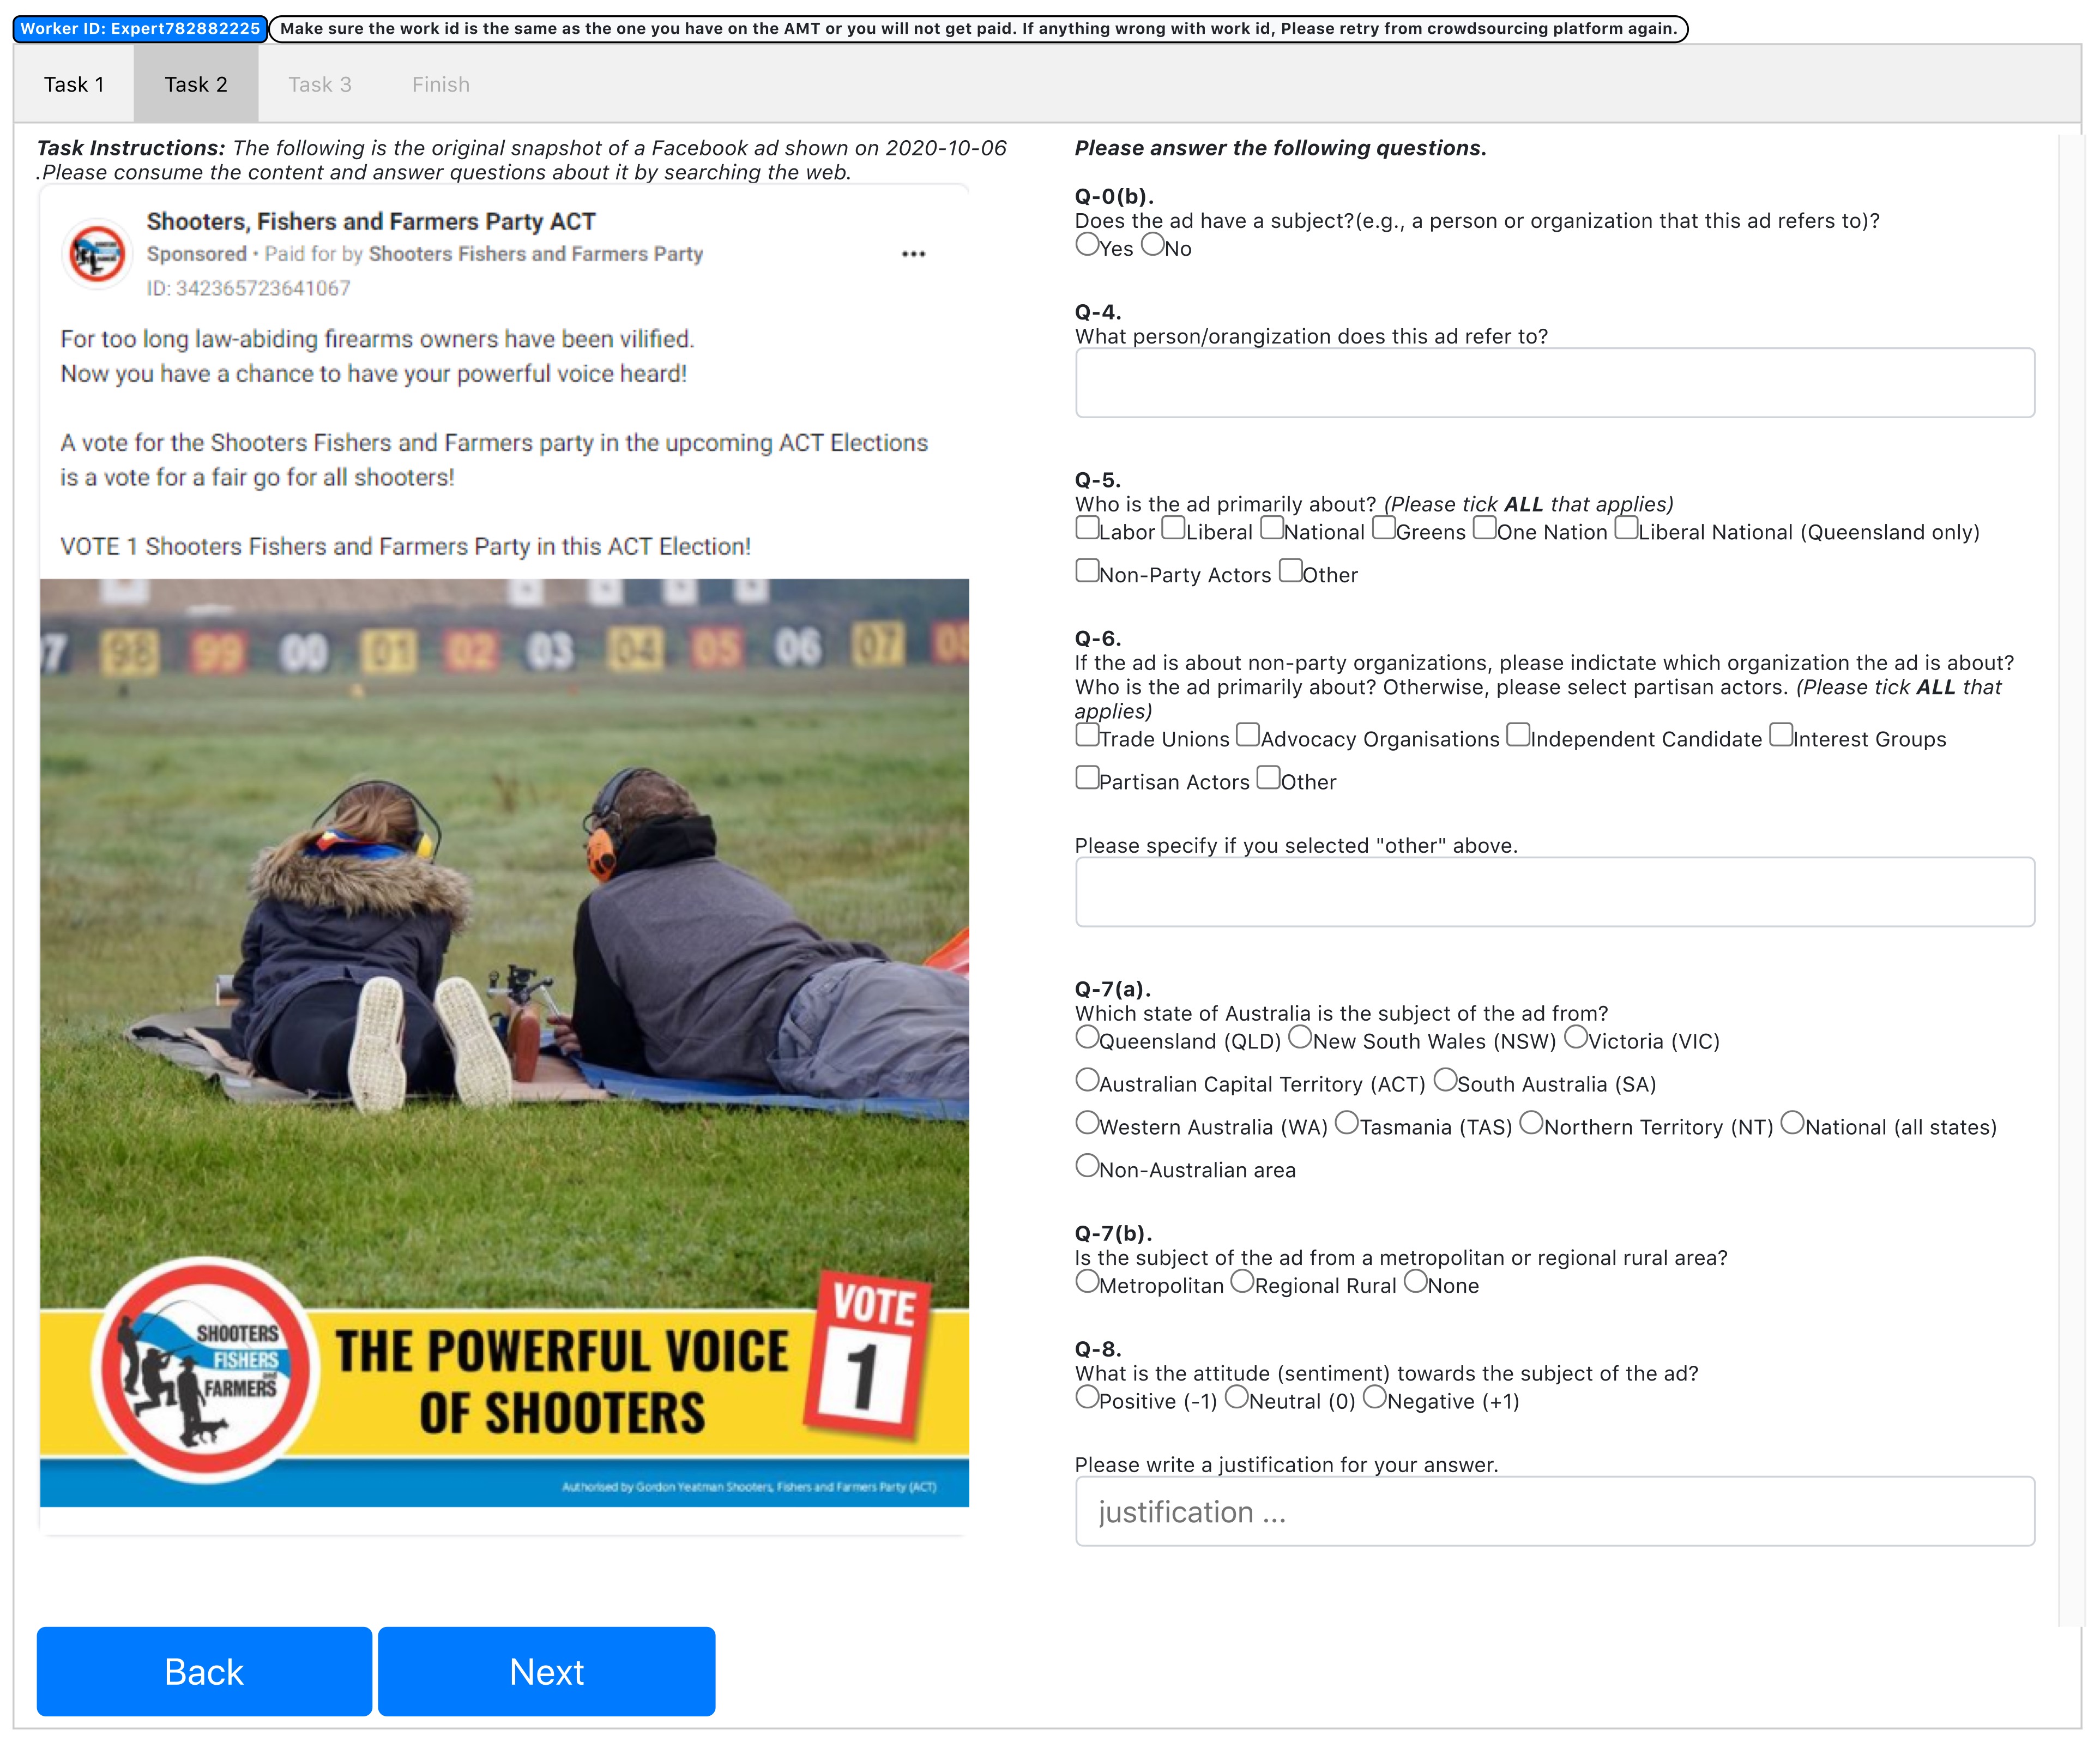 Worker ID: Expert782882225
Make sure the work id is the same as the one you have on the AMT or you will not get paid. If anything wrong with work id, Please retry from crowdsourcing platform again.
Task 1
Task 2
Task 3
Finish
Task Instructions: The following is the original snapshot of a Facebook ad shown on 2020-10-06
.Please consume the content and answer questions about it by searching the web.
Shooters, Fishers and Farmers Party ACT
Sponsored • Paid for by Shooters Fishers and Farmers Party
ID: 342365723641067
For too long law-abiding firearms owners have been vilified.
Now you have a chance to have your powerful voice heard!
A vote for the Shooters Fishers and Farmers party in the upcoming ACT Elections
is a vote for a fair go for all shooters!
VOTE 1 Shooters Fishers and Farmers Party in this ACT Election!
7 98 99 00 01 02 03 04 05 06 07 08
SHOOTERS
FISHERS
and
FARMERS
THE POWERFUL VOICE
OF SHOOTERS
VOTE
1
Authorised by Gordon Yeatman Shooters, Fishers and Farmers Party (ACT)
Back
Next
Please answer the following questions.
Q-0(b).
Does the ad have a subject?(e.g., a person or organization that this ad refers to)?
Yes No
Q-4.
What person/orangization does this ad refer to?
Q-5.
Who is the ad primarily about? (Please tick ALL that applies)
Labor Liberal National Greens One Nation Liberal National (Queensland only)
Non-Party Actors Other
Q-6.
If the ad is about non-party organizations, please indictate which organization the ad is about?
Who is the ad primarily about? Otherwise, please select partisan actors. (Please tick ALL that
applies)
Trade Unions Advocacy Organisations Independent Candidate Interest Groups
Partisan Actors Other
Please specify if you selected "other" above.
Q-7(a).
Which state of Australia is the subject of the ad from?
Queensland (QLD) New South Wales (NSW) Victoria (VIC)
Australian Capital Territory (ACT) South Australia (SA)
Western Australia (WA) Tasmania (TAS) Northern Territory (NT) National (all states)
Non-Australian area
Q-7(b).
Is the subject of the ad from a metropolitan or regional rural area?
Metropolitan Regional Rural None
Q-8.
What is the attitude (sentiment) towards the subject of the ad?
Positive (-1) Neutral (0) Negative (+1)
Please write a justification for your answer.
justification ...